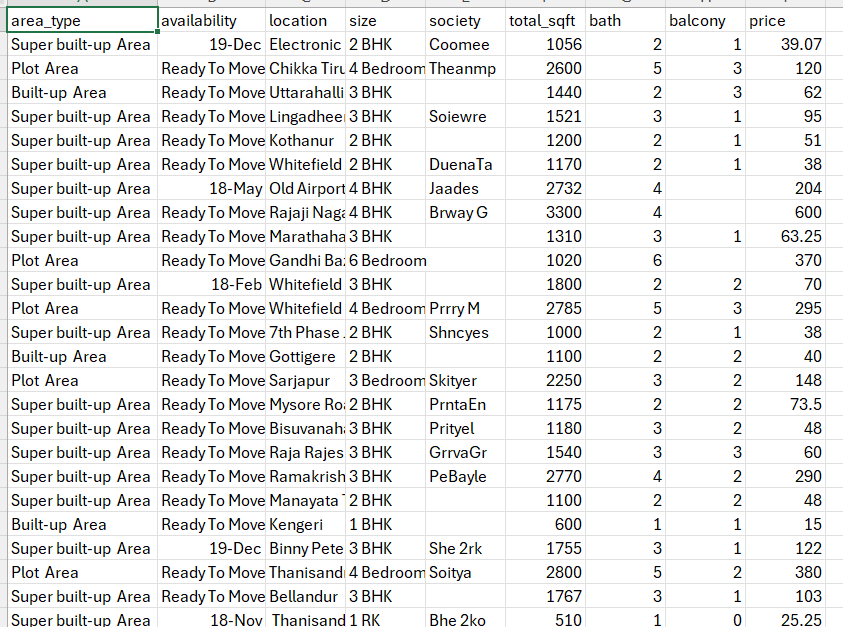 area_type availability location size society total_sqft bath balcony price
Super built-up Area 19-Dec Electronic 2 BHK Coomee 1056 2 1 39.07
Plot Area Ready To Move Chikka Tiru 4 Bedroom Theanmp 2600 5 3 120
Built-up Area Ready To Move Uttarahalli 3 BHK 1440 2 3 62
Super built-up Area Ready To Move Lingadhee 3 BHK Soiewre 1521 3 1 95
Super built-up Area Ready To Move Kothanur 2 BHK 1200 2 1 51
Super built-up Area Ready To Move Whitefield 2 BHK DuenaTa 1170 2 1 38
Super built-up Area 18-May Old Airport 4 BHK Jaades 2732 4 204
Super built-up Area Ready To Move Rajaji Naga 4 BHK Brway G 3300 4 600
Super built-up Area Ready To Move Marathaha 3 BHK 1310 3 1 63.25
Plot Area Ready To Move Gandhi Ba 6 Bedroom 1020 6 370
Super built-up Area 18-Feb Whitefield 3 BHK 1800 2 2 70
Plot Area Ready To Move Whitefield 4 Bedroom Prrry M 2785 5 3 295
Super built-up Area Ready To Move 7th Phase 2 BHK Shncyes 1000 2 1 38
Built-up Area Ready To Move Gottigere 2 BHK 1100 2 2 40
Plot Area Ready To Move Sarjapur 3 Bedroom Skityer 2250 3 2 148
Super built-up Area Ready To Move Mysore Roa 2 BHK PrntaEn 1175 2 2 73.5
Super built-up Area Ready To Move Bisuvanaha 3 BHK Prityel 1180 3 2 48
Super built-up Area Ready To Move Raja Rajes 3 BHK GrrvaGr 1540 3 3 60
Super built-up Area Ready To Move Ramakrish 3 BHK PeBayle 2770 4 2 290
Super built-up Area Ready To Move Manayata 2 BHK 1100 2 2 48
Built-up Area Ready To Move Kengeri 1 BHK 600 1 1 15
Super built-up Area 19-Dec Binny Pete 3 BHK She 2rk 1755 3 1 122
Plot Area Ready To Move Thanisand 4 Bedroom Soitya 2800 5 2 380
Super built-up Area Ready To Move Bellandur 3 BHK 1767 3 1 103
Super built-up Area 18-Nov Thanisand 1 RK Bhe 2ko 510 1 0 25.25